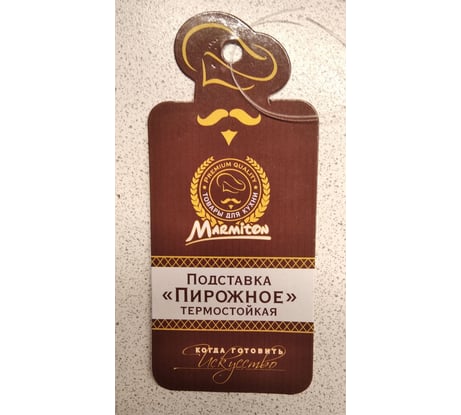 PREMIUM QUALITY
ТОВАРЫ ДЛЯ КУХНИ
MARMITON
ПОДСТАВКА
«ПИРОЖНОЕ»
ТЕРМОСТОЙКАЯ
КОГДА ГОТОВИТЬ
Искусство